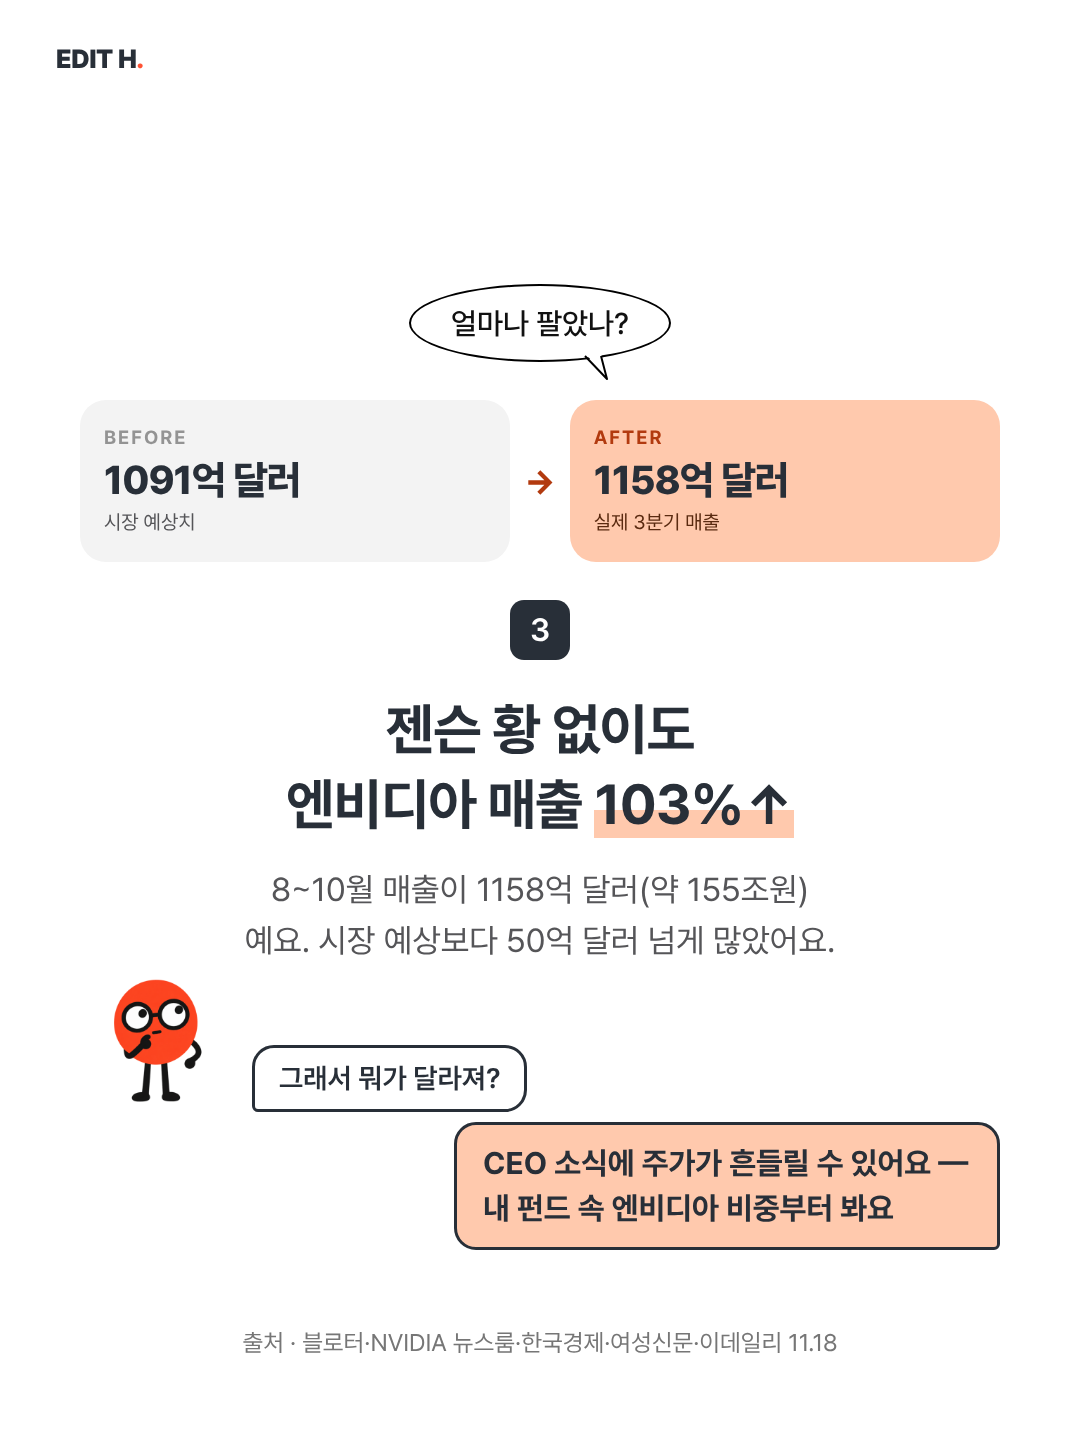 EDIT H.
얼마나 팔았나?
BEFORE
1091억 달러
시장 예상치
→
AFTER
1158억 달러
실제 3분기 매출
3
젠슨 황 없이도
엔비디아 매출 103%↑
8~10월 매출이 1158억 달러(약 155조원)
예요. 시장 예상보다 50억 달러 넘게 많았어요.
그래서 뭐가 달라져?
CEO 소식에 주가가 흔들릴 수 있어요 —
내 펀드 속 엔비디아 비중부터 봐요
출처 · 블로터·NVIDIA 뉴스룸·한국경제·여성신문·이데일리 11.18